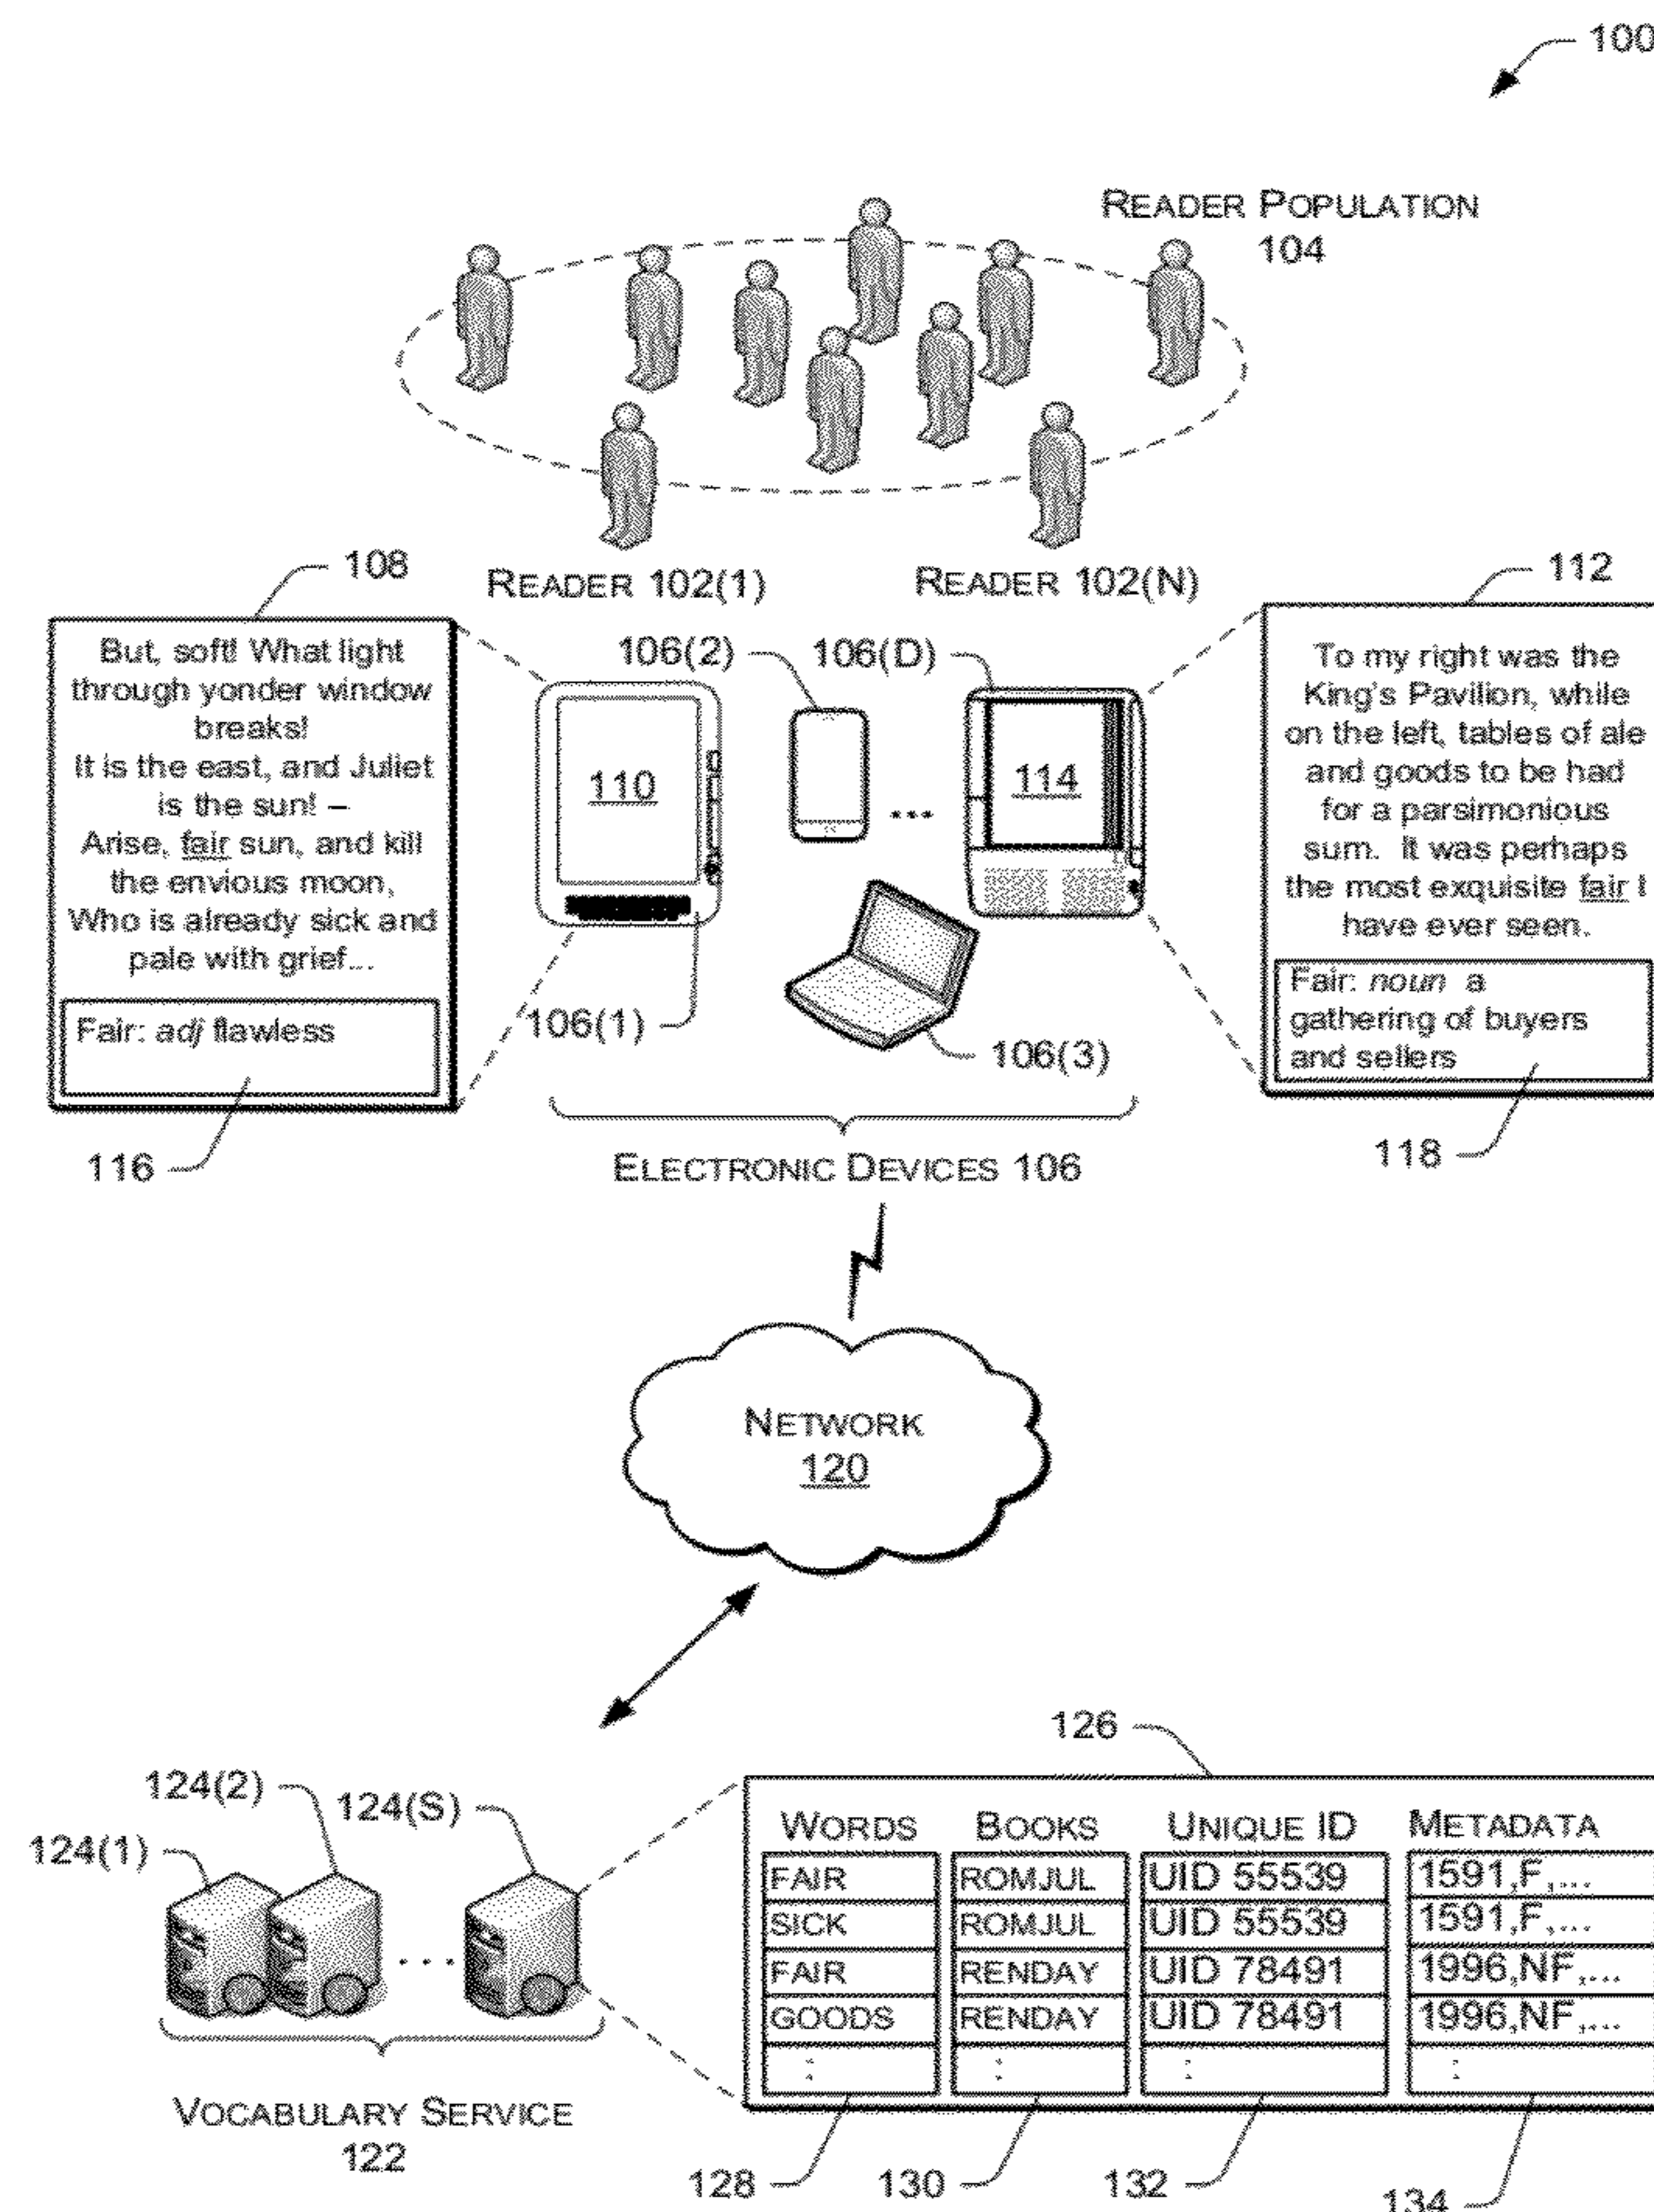 100
READER POPULATION
104
READER 102(1)
READER 102(N)
108
But, soft! What light
through yonder window
breaks!
It is the east, and Juliet
is the sun! –
Arise, fair sun, and kill
the envious moon,
Who is already sick and
pale with grief...
Fair: adj flawless
116
106(2)
106(D)
110
114
...
106(1)
106(3)
ELECTRONIC DEVICES 106
112
To my right was the
King's Pavilion, while
on the left, tables of ale
and goods to be had
for a parsimonious
sum. It was perhaps
the most exquisite fair I
have ever seen.
Fair: noun a
gathering of buyers
and sellers
118
NETWORK
120
124(1)
124(2)
124(S)
...
VOCABULARY SERVICE
122
126
WORDS BOOKS UNIQUE ID METADATA
FAIR ROMJUL UID 55539 1591,F,...
SICK ROMJUL UID 55539 1591,F,...
FAIR RENDAY UID 78491 1996,NF,...
GOODS RENDAY UID 78491 1996,NF,...
: : : :
128 130 132 134